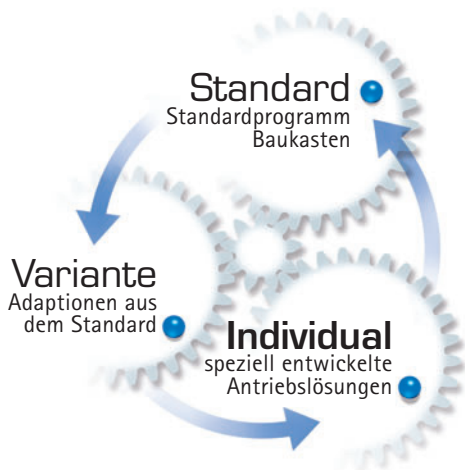 Standard
Standardprogramm
Baukasten
Variante
Adaptionen aus
dem Standard
Individual
speziell entwickelte
Antriebslösungen